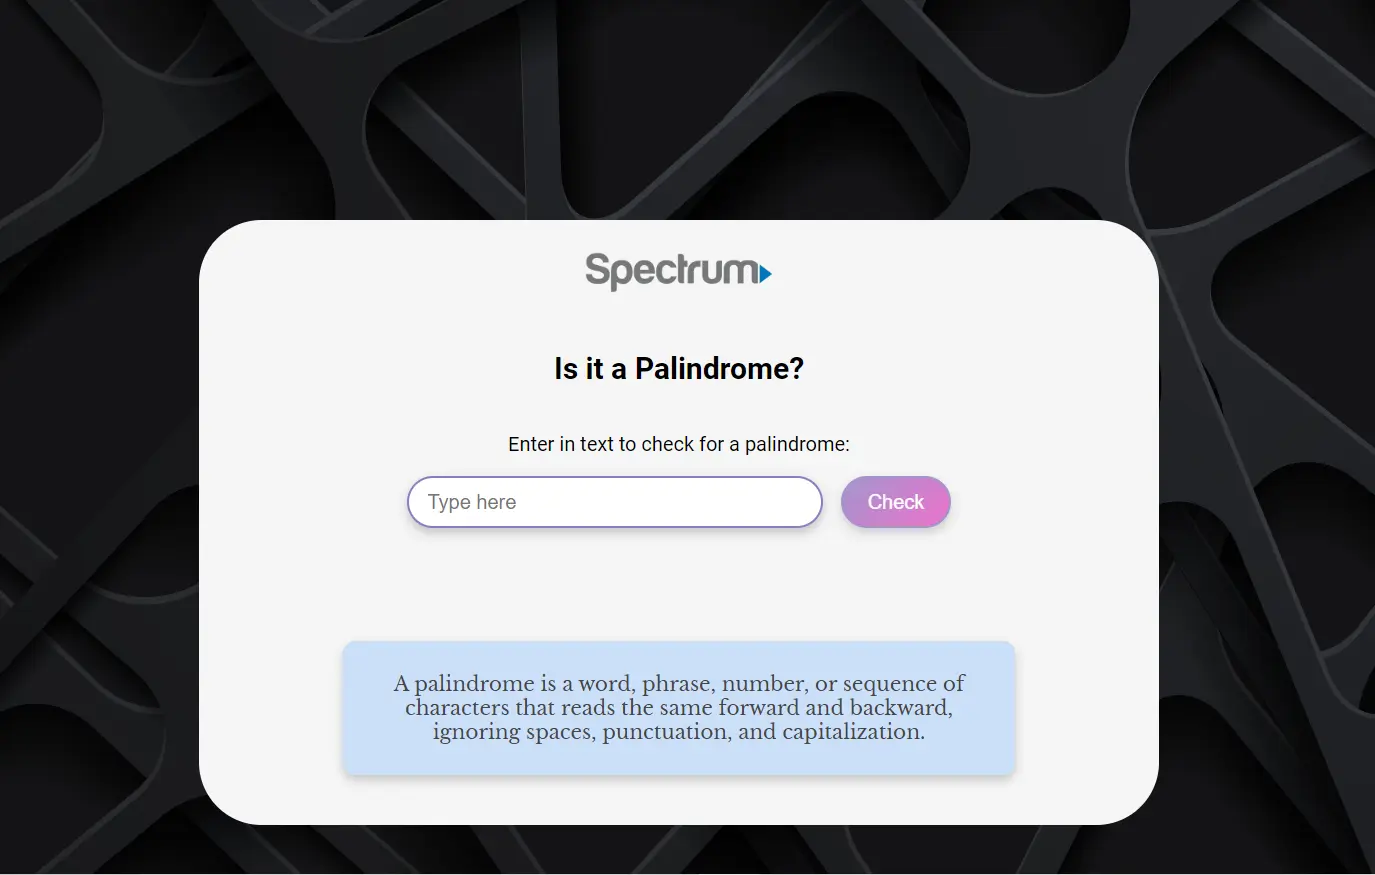 Spectrum
Is it a Palindrome?
Enter in text to check for a palindrome:
Type here
Check
A palindrome is a word, phrase, number, or sequence of
characters that reads the same forward and backward,
ignoring spaces, punctuation, and capitalization.